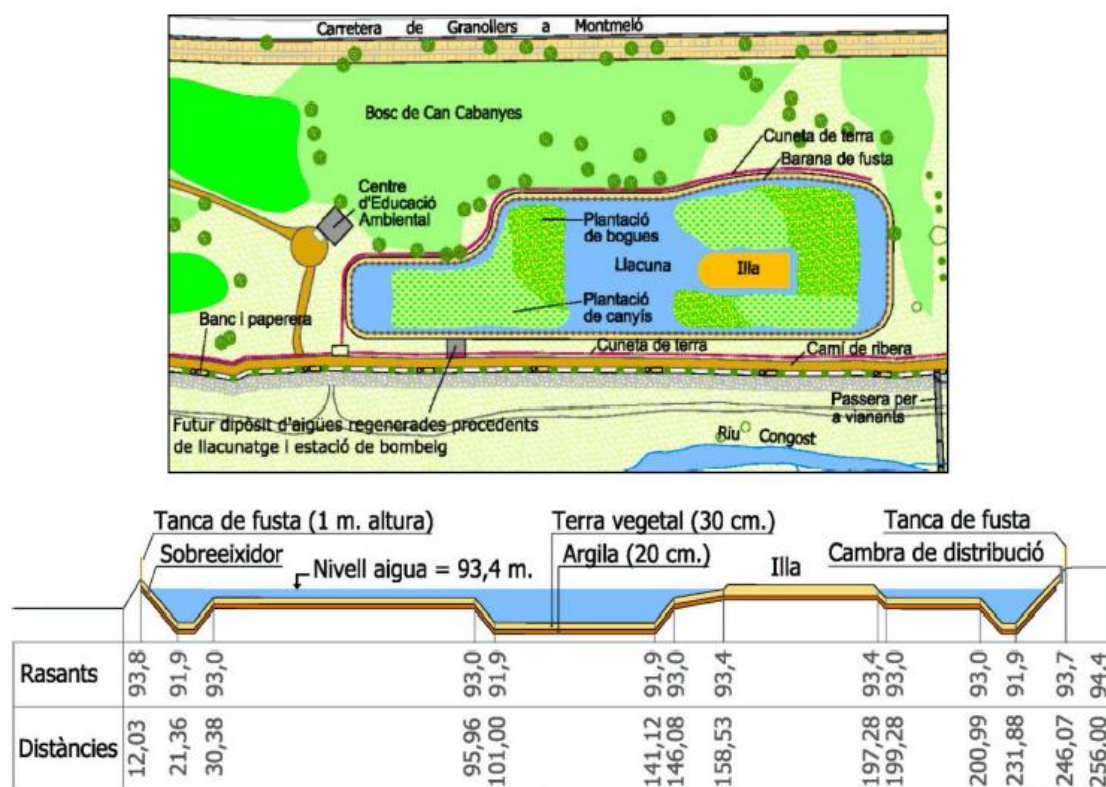 Carretera de Granollers a Montmeló
Bosc de Can Cabanyes
Cuneta de terra
Barana de fusta
Centre
d'Educació
Ambiental
Plantació
de bogues
Llacuna
Illa
Plantació
de canyís
Banc i paperera
Cuneta de terra
Camí de ribera
Passera per
a vianants
Futur dipòsit d'aigües regenerades procedents
de llacunatge i estació de bombeig
Riu Congost
Tanca de fusta (1 m. altura)
Terra vegetal (30 cm.)
Tanca de fusta
Sobreeixidor
Argila (20 cm.)
Cambra de distribució
Nivell aigua = 93,4 m.
Illa
Rasants 93,8 91,9 93,0 93,0 91,9 91,9 93,0 93,4 93,4 93,0 93,0 91,9 93,7 94,4
Distàncies 12,03 21,36 30,38 95,96 101,00 141,12 146,08 158,53 197,28 199,28 200,99 231,88 246,07 256,00